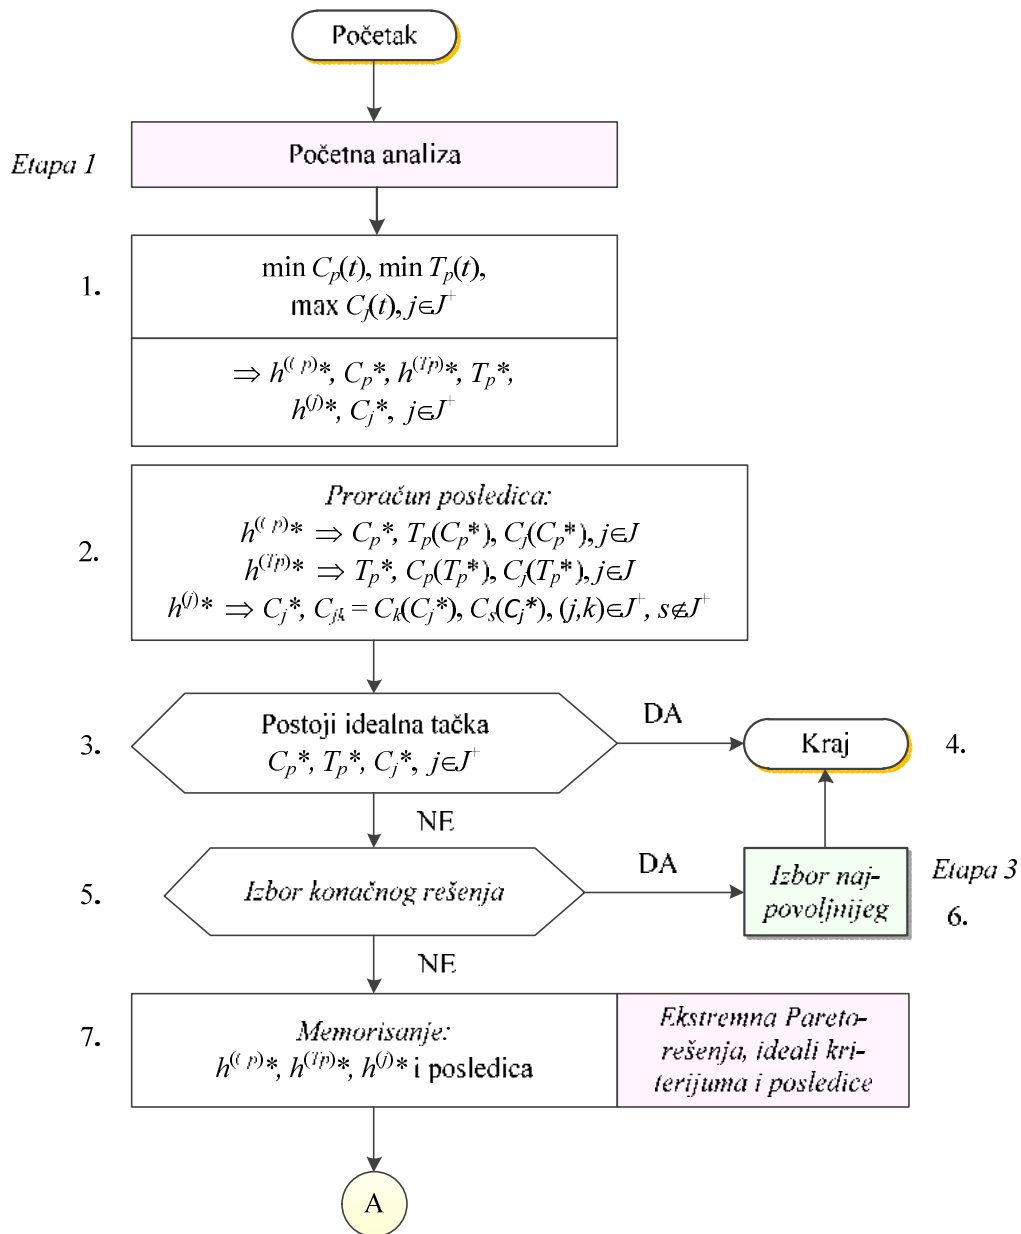 Početak
Etapa 1
Početna analiza
1.
min Cₚ(t), min Tₚ(t),
max Cⱼ(t), j∈J⁺
⇒ h⁽ᶜᵖ⁾*, Cₚ*, h⁽ᵀᵖ⁾*, Tₚ*,
h⁽ʲ⁾*, Cⱼ*, j∈J⁺
2.
Proračun posledica:
h⁽ᶜᵖ⁾* ⇒ Cₚ*, Tₚ(Cₚ*), Cⱼ(Cₚ*), j∈J
h⁽ᵀᵖ⁾* ⇒ Tₚ*, Cₚ(Tₚ*), Cⱼ(Tₚ*), j∈J
h⁽ʲ⁾* ⇒ Cⱼ*, Cⱼₖ = Cₖ(Cⱼ*), Cₛ(Cⱼ*), (j,k)∈J⁺, s∉J⁺
3.
Postoji idealna tačka
Cₚ*, Tₚ*, Cⱼ*, j∈J⁺
DA
Kraj
4.
NE
5.
Izbor konačnog rešenja
DA
Izbor naj-
povoljnijeg
Etapa 3
6.
NE
7.
Memorisanje:
h⁽ᶜᵖ⁾*, h⁽ᵀᵖ⁾*, h⁽ʲ⁾* i posledica
Ekstremna Pareto-
rešenja, ideali kri-
terijuma i posledice
A